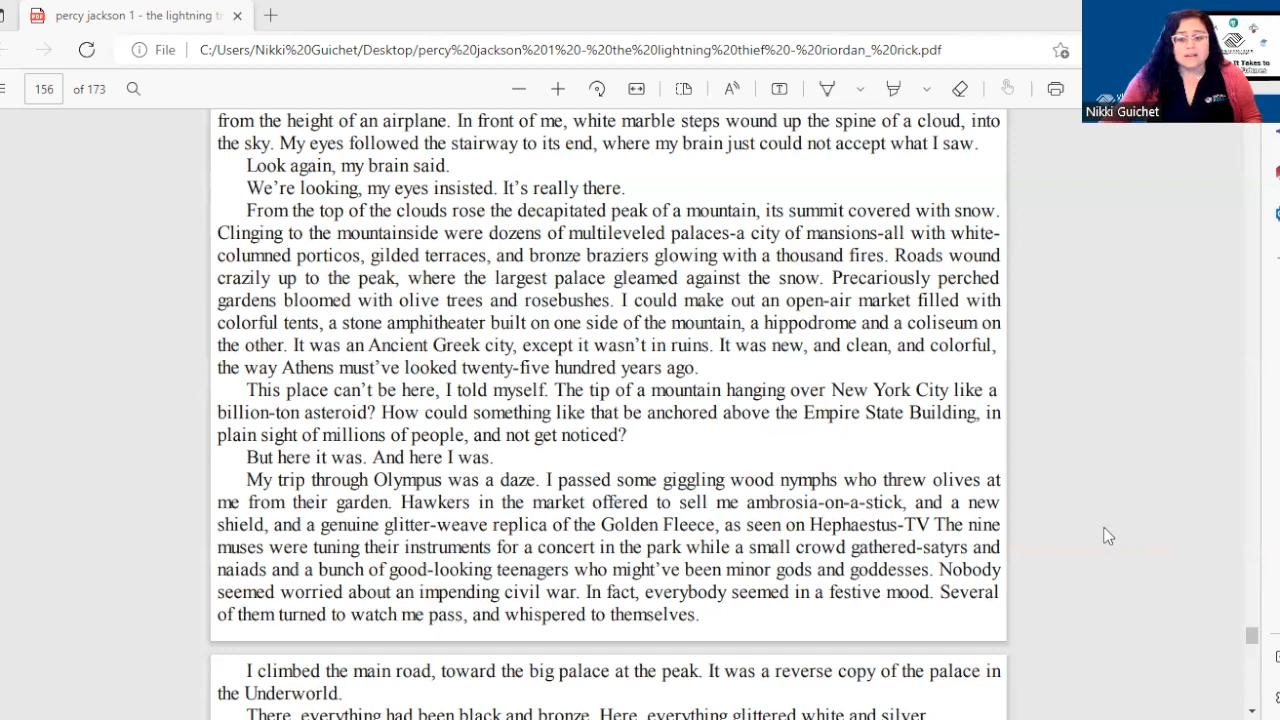 percy jackson 1 - the lightning t
File
C:/Users/Nikki%20Guichet/Desktop/percy%20jackson%201%20-%20the%20lightning%20thief%20-%20riordan_%20rick.pdf
156 of 173
It Takes to
Nikki Guichet
from the height of an airplane. In front of me, white marble steps wound up the spine of a cloud, into
the sky. My eyes followed the stairway to its end, where my brain just could not accept what I saw.
Look again, my brain said.
We're looking, my eyes insisted. It's really there.
From the top of the clouds rose the decapitated peak of a mountain, its summit covered with snow.
Clinging to the mountainside were dozens of multileveled palaces-a city of mansions-all with white-
columned porticos, gilded terraces, and bronze braziers glowing with a thousand fires. Roads wound
crazily up to the peak, where the largest palace gleamed against the snow. Precariously perched
gardens bloomed with olive trees and rosebushes. I could make out an open-air market filled with
colorful tents, a stone amphitheater built on one side of the mountain, a hippodrome and a coliseum on
the other. It was an Ancient Greek city, except it wasn't in ruins. It was new, and clean, and colorful,
the way Athens must've looked twenty-five hundred years ago.
This place can't be here, I told myself. The tip of a mountain hanging over New York City like a
billion-ton asteroid? How could something like that be anchored above the Empire State Building, in
plain sight of millions of people, and not get noticed?
But here it was. And here I was.
My trip through Olympus was a daze. I passed some giggling wood nymphs who threw olives at
me from their garden. Hawkers in the market offered to sell me ambrosia-on-a-stick, and a new
shield, and a genuine glitter-weave replica of the Golden Fleece, as seen on Hephaestus-TV The nine
muses were tuning their instruments for a concert in the park while a small crowd gathered-satyrs and
naiads and a bunch of good-looking teenagers who might've been minor gods and goddesses. Nobody
seemed worried about an impending civil war. In fact, everybody seemed in a festive mood. Several
of them turned to watch me pass, and whispered to themselves.
I climbed the main road, toward the big palace at the peak. It was a reverse copy of the palace in
the Underworld.
There, everything had been black and bronze. Here, everything glittered white and silver.